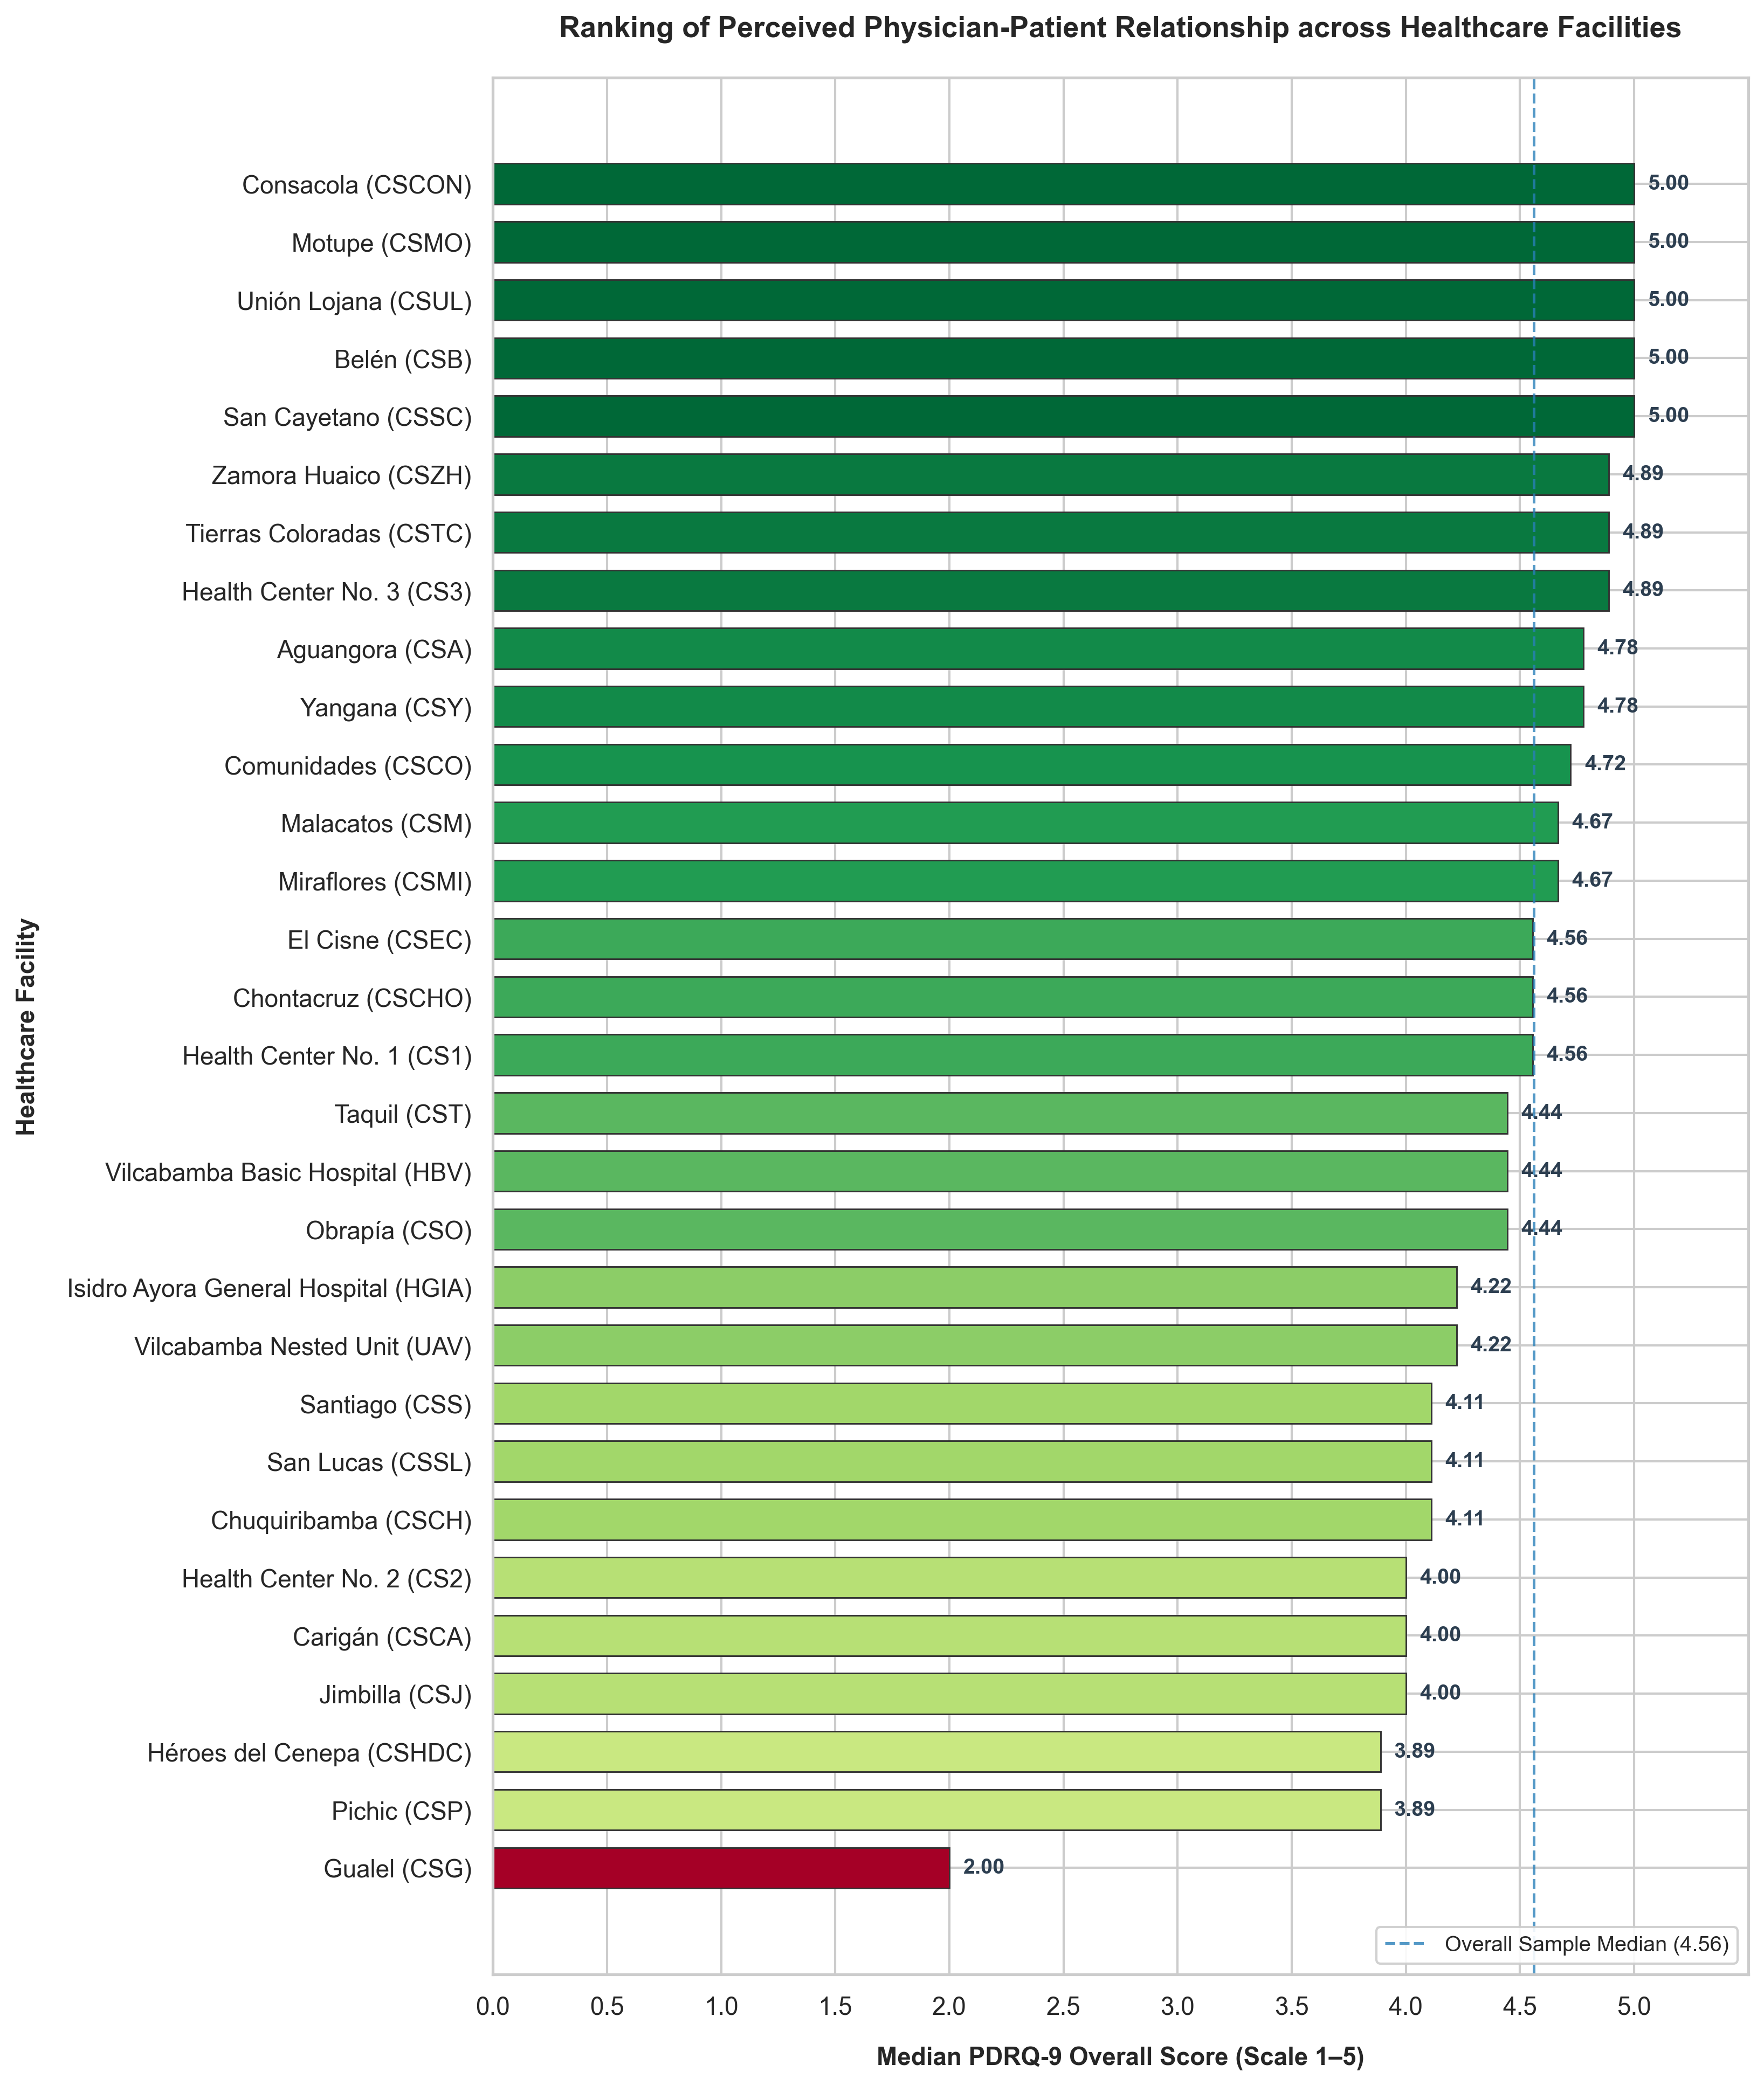 Ranking of Perceived Physician-Patient Relationship across Healthcare Facilities
Healthcare Facility
Consacola (CSCON) 5.00
Motupe (CSMO) 5.00
Unión Lojana (CSUL) 5.00
Belén (CSB) 5.00
San Cayetano (CSSC) 5.00
Zamora Huaico (CSZH) 4.89
Tierras Coloradas (CSTC) 4.89
Health Center No. 3 (CS3) 4.89
Aguangora (CSA) 4.78
Yangana (CSY) 4.78
Comunidades (CSCO) 4.72
Malacatos (CSM) 4.67
Miraflores (CSMI) 4.67
El Cisne (CSEC) 4.56
Chontacruz (CSCHO) 4.56
Health Center No. 1 (CS1) 4.56
Taquil (CST) 4.44
Vilcabamba Basic Hospital (HBV) 4.44
Obrapía (CSO) 4.44
Isidro Ayora General Hospital (HGIA) 4.22
Vilcabamba Nested Unit (UAV) 4.22
Santiago (CSS) 4.11
San Lucas (CSSL) 4.11
Chuquiribamba (CSCH) 4.11
Health Center No. 2 (CS2) 4.00
Carigán (CSCA) 4.00
Jimbilla (CSJ) 4.00
Héroes del Cenepa (CSHDC) 3.89
Pichic (CSP) 3.89
Gualel (CSG) 2.00
Overall Sample Median (4.56)
0.0 0.5 1.0 1.5 2.0 2.5 3.0 3.5 4.0 4.5 5.0
Median PDRQ-9 Overall Score (Scale 1–5)